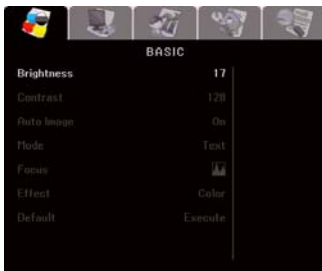 BASIC
Brightness 17
Contrast 128
Auto Image On
Mode Text
Focus
Effect Color
Default Execute